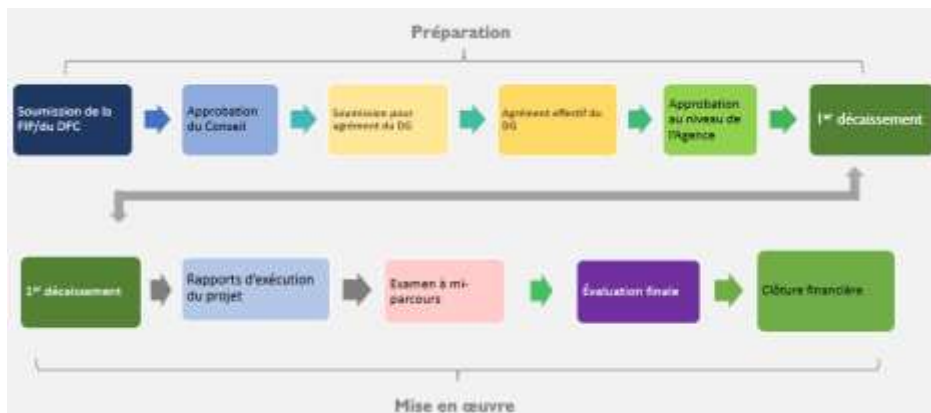 Préparation
Soumission de la
FIP/du DFC
Approbation
du Conseil
Soumission pour
agrément du DG
Agrément effectif du
DG
Approbation
au niveau de
l'Agence
1er décaissement
1er décaissement
Rapports d'exécution
du projet
Examen à mi-
parcours
Évaluation finale
Clôture financière
Mise en œuvre